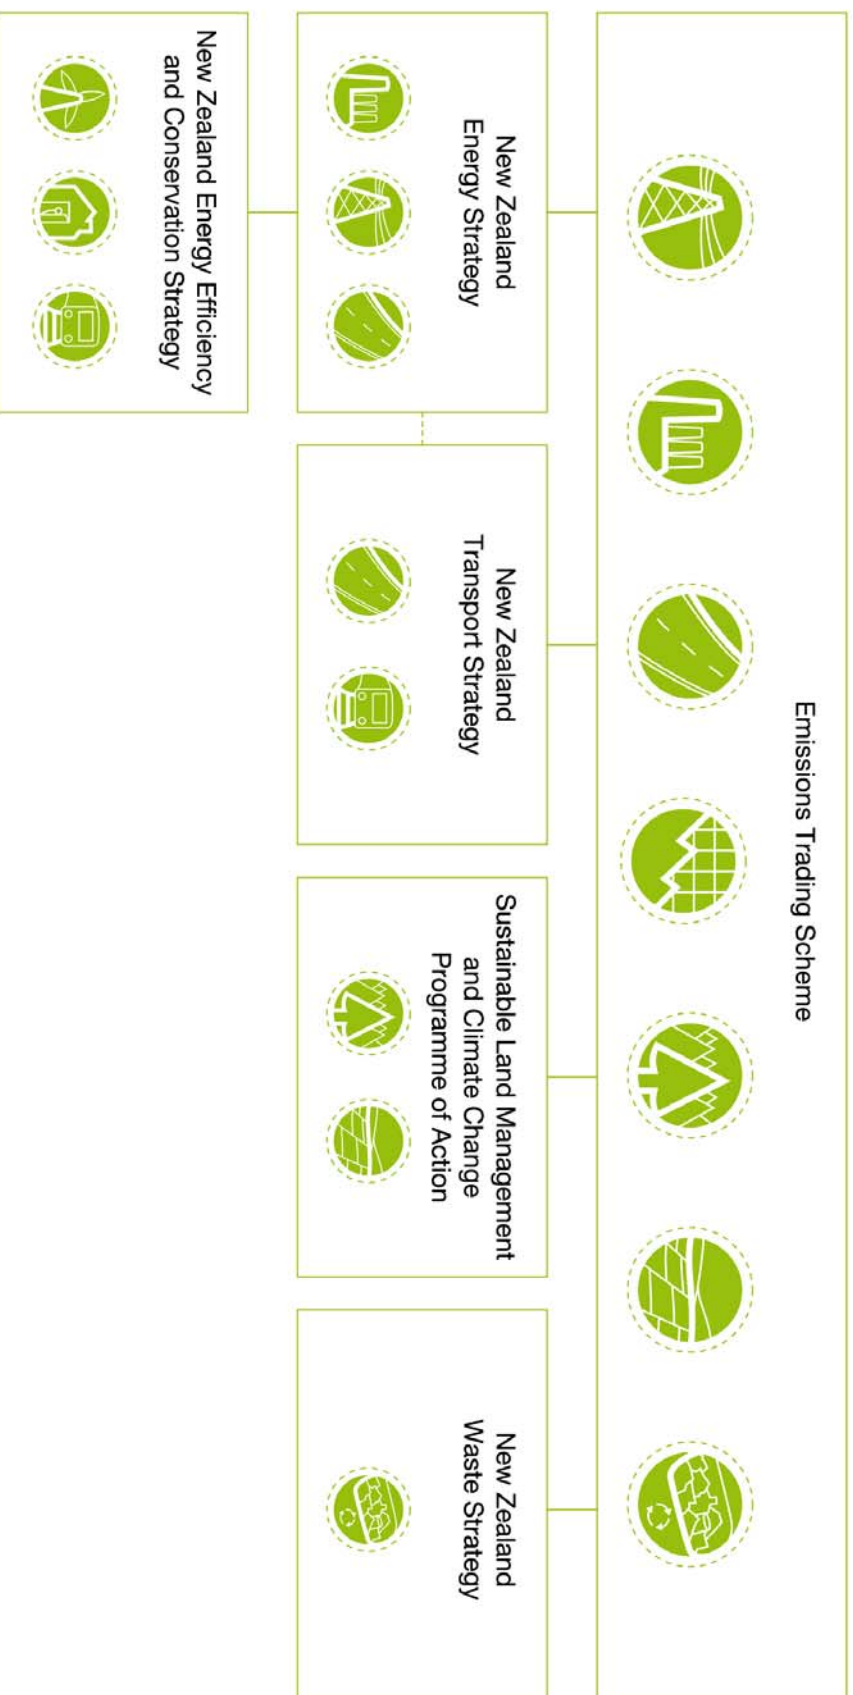 Emissions Trading Scheme
New Zealand
Energy Strategy
New Zealand
Transport Strategy
Sustainable Land Management
and Climate Change
Programme of Action
New Zealand
Waste Strategy
New Zealand Energy Efficiency
and Conservation Strategy